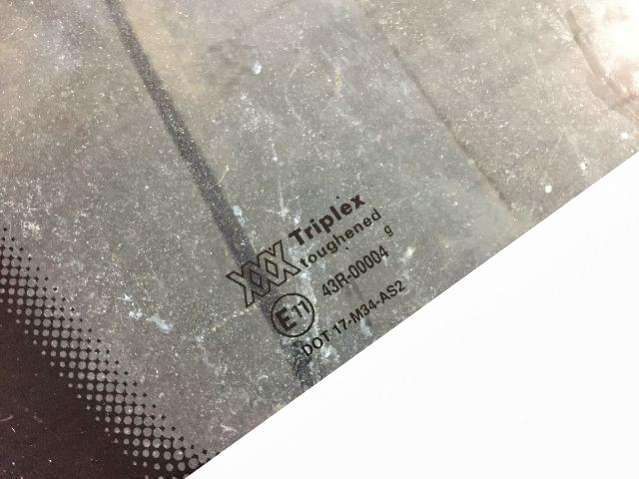 XXX Triplex
toughened
g
43R-00004
E11
DOT-17-M34-AS2